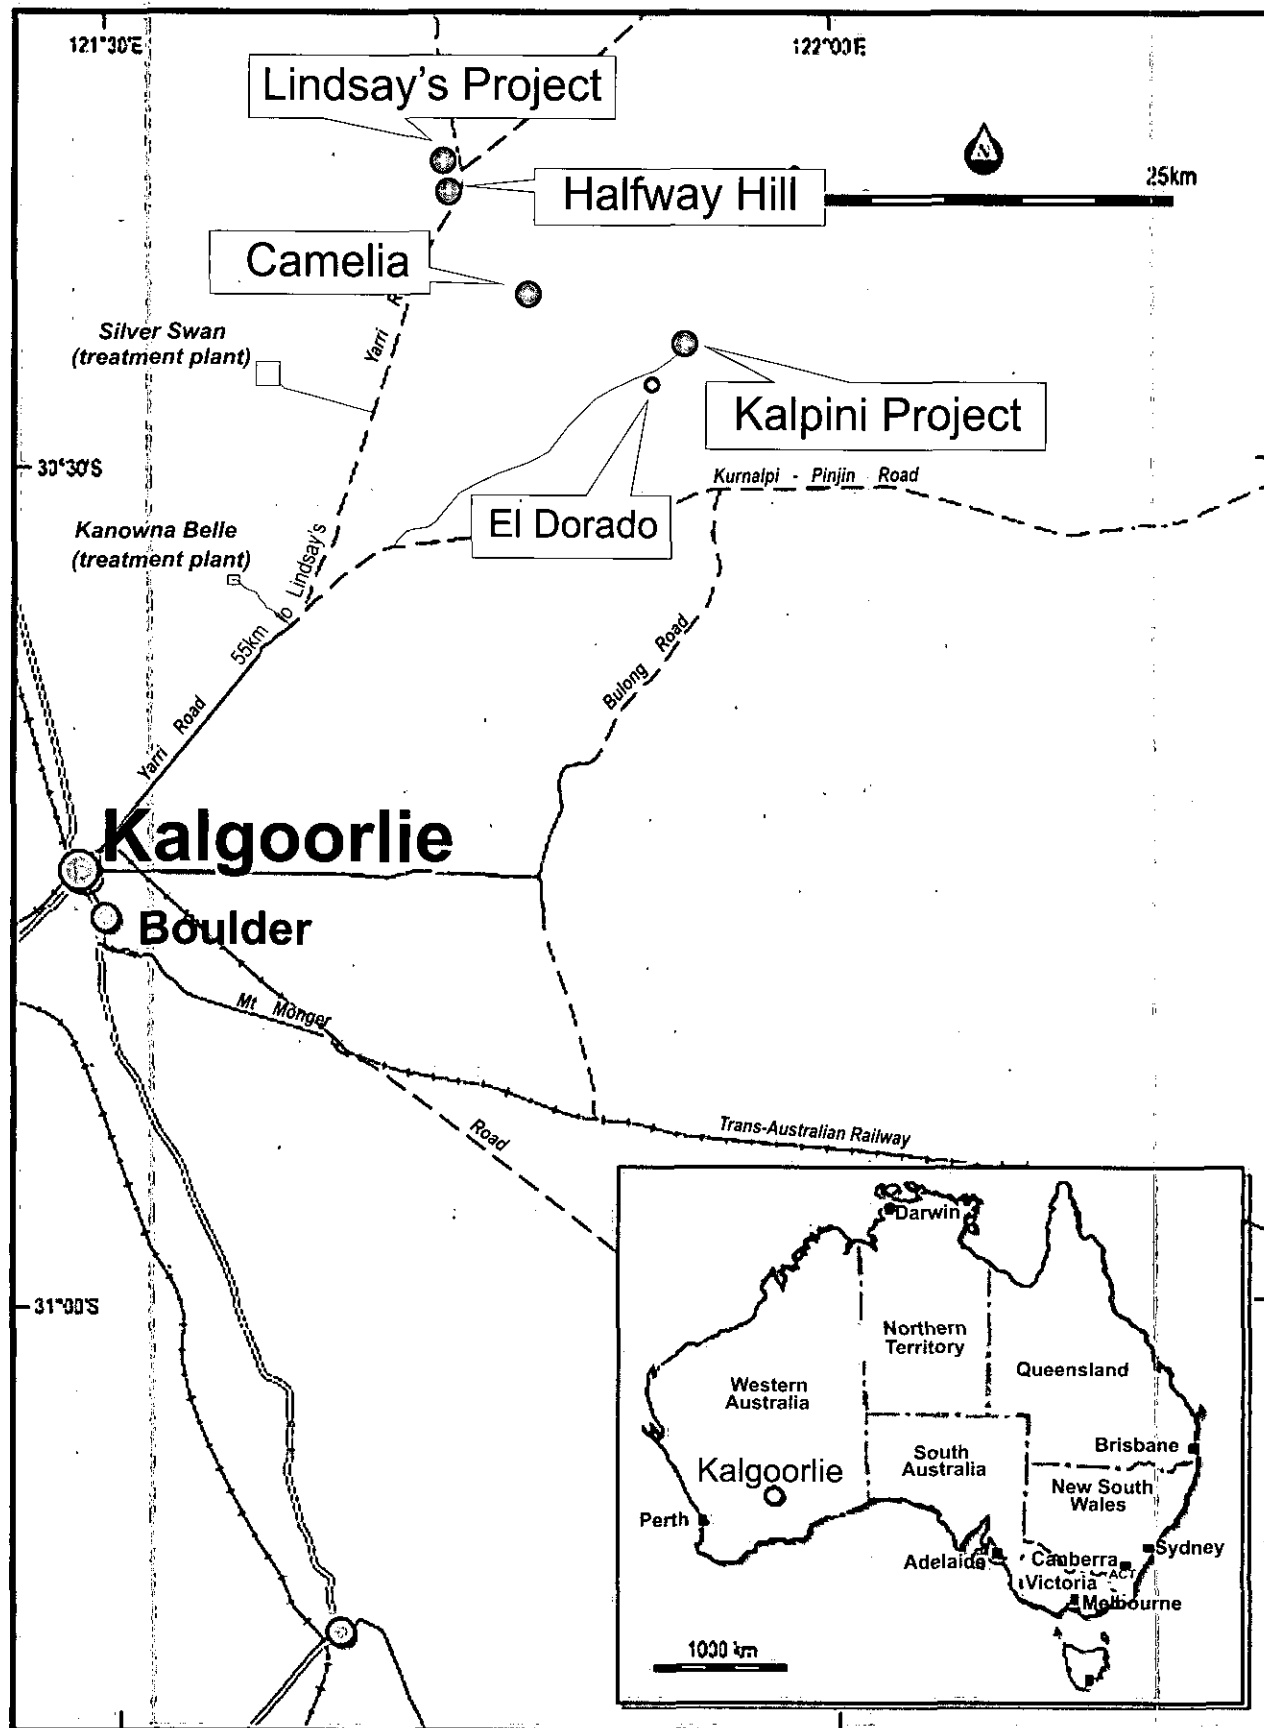 121°30'E
122°00'E
Lindsay's Project
N
25km
Halfway Hill
Camelia
Yarri R
Silver Swan
(treatment plant)
Kalpini Project
30°30'S
Kurnalpi - Pinjin Road
El Dorado
Kanowna Belle
(treatment plant)
55km to Lindsay's
Bulong Road
Yarri Road
Kalgoorlie
Boulder
Mt Monger
Road
Trans-Australian Railway
31°00'S
Darwin
Northern
Territory
Queensland
Western
Australia
Brisbane
South
Australia
Kalgoorlie
New South
Wales
Perth
Sydney
Adelaide
Canberra
ACT
Victoria
Melbourne
1000 km